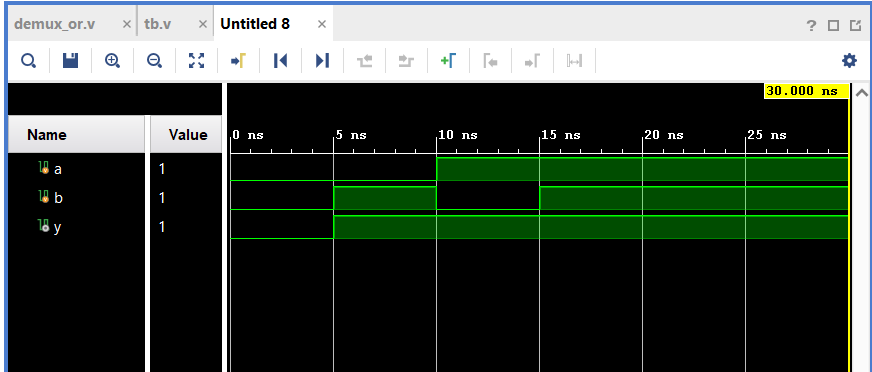 demux_or.v × tb.v × Untitled 8 ×
?
30.000 ns
Name Value
0 ns 5 ns 10 ns 15 ns 20 ns 25 ns
a 1
b 1
y 1